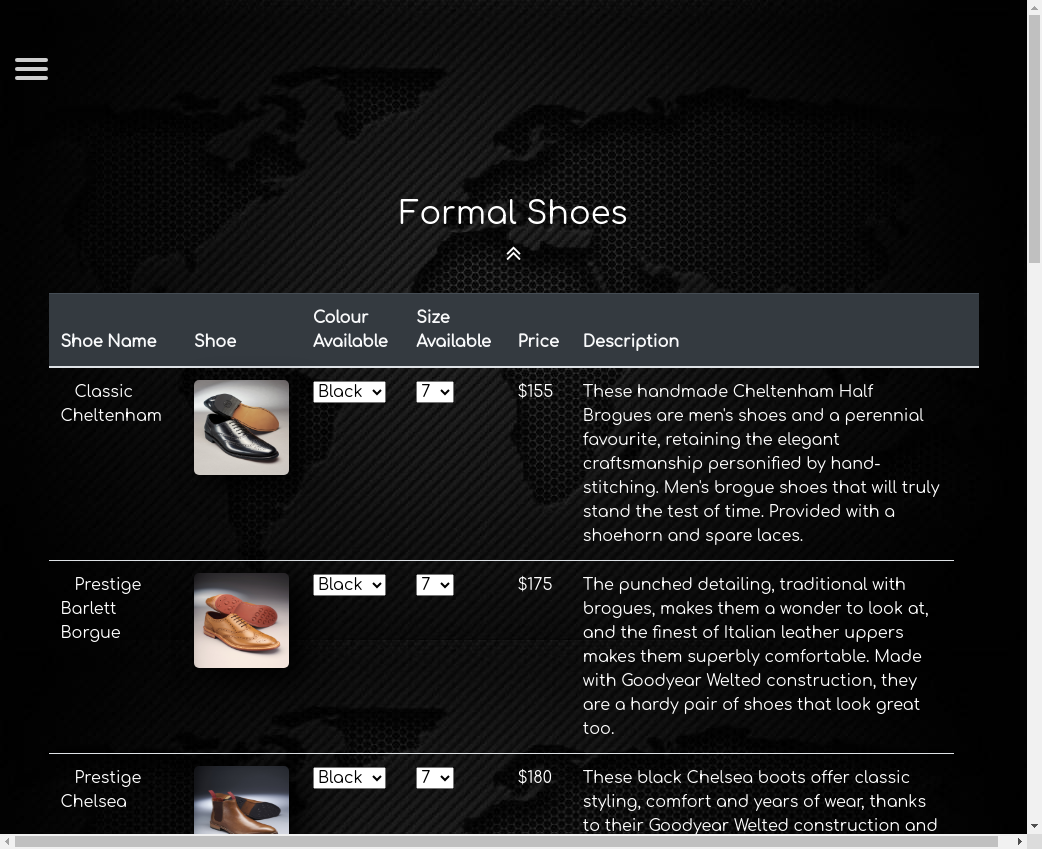 Formal Shoes
Shoe Name
Shoe
Colour
Available
Size
Available
Price
Description
Classic
Cheltenham
Black
7
$155
These handmade Cheltenham Half
Brogues are men's shoes and a perennial
favourite, retaining the elegant
craftsmanship personified by hand-
stitching. Men's brogue shoes that will truly
stand the test of time. Provided with a
shoehorn and spare laces.
Prestige
Barlett
Borgue
Black
7
$175
The punched detailing, traditional with
brogues, makes them a wonder to look at,
and the finest of Italian leather uppers
makes them superbly comfortable. Made
with Goodyear Welted construction, they
are a hardy pair of shoes that look great
too.
Prestige
Chelsea
Black
7
$180
These black Chelsea boots offer classic
styling, comfort and years of wear, thanks
to their Goodyear Welted construction and